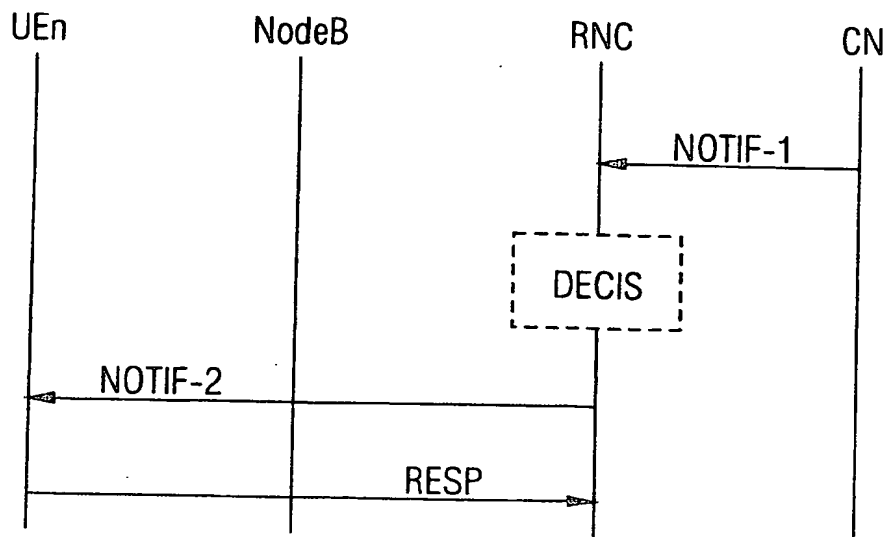 UEn NodeB RNC CN
NOTIF-1
DECIS
NOTIF-2
RESP